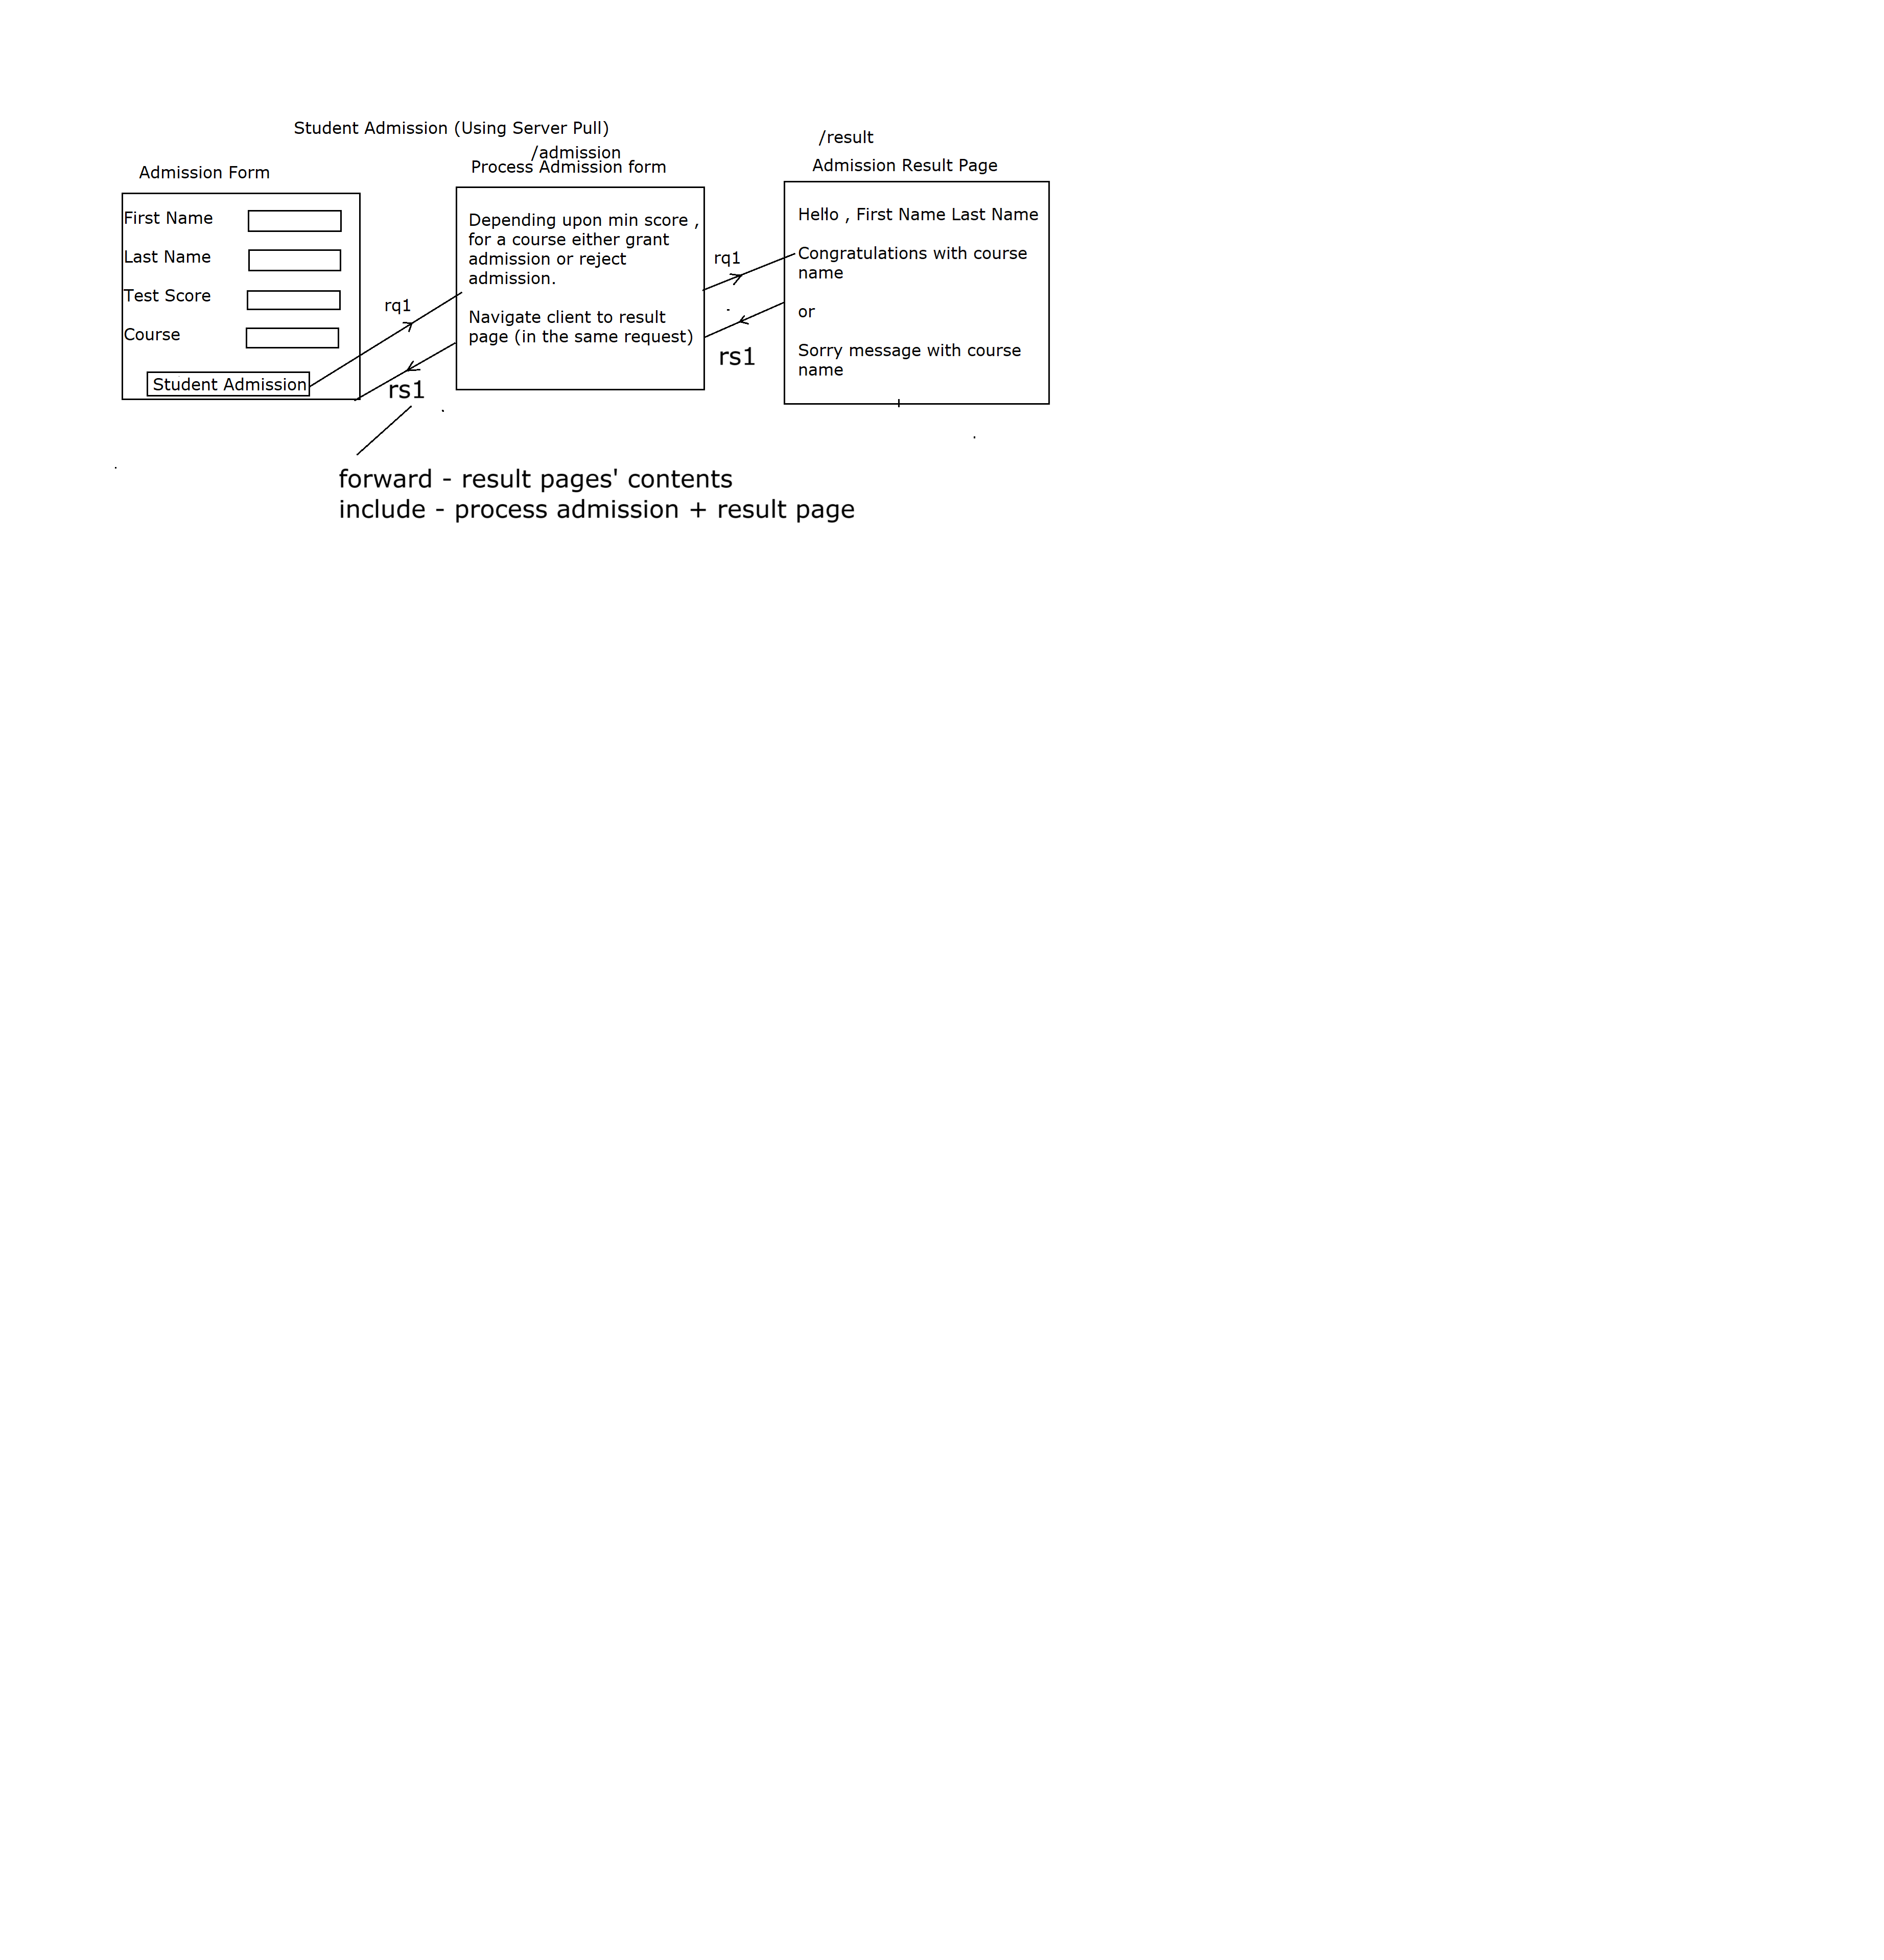 Student Admission (Using Server Pull)
Admission Form
First Name
Last Name
Test Score
Course
Student Admission
rq1
rs1
/admission
Process Admission form
Depending upon min score ,
for a course either grant
admission or reject
admission.
Navigate client to result
page (in the same request)
rq1
rs1
/result
Admission Result Page
Hello , First Name Last Name
Congratulations with course
name
or
Sorry message with course
name
forward - result pages' contents
include - process admission + result page